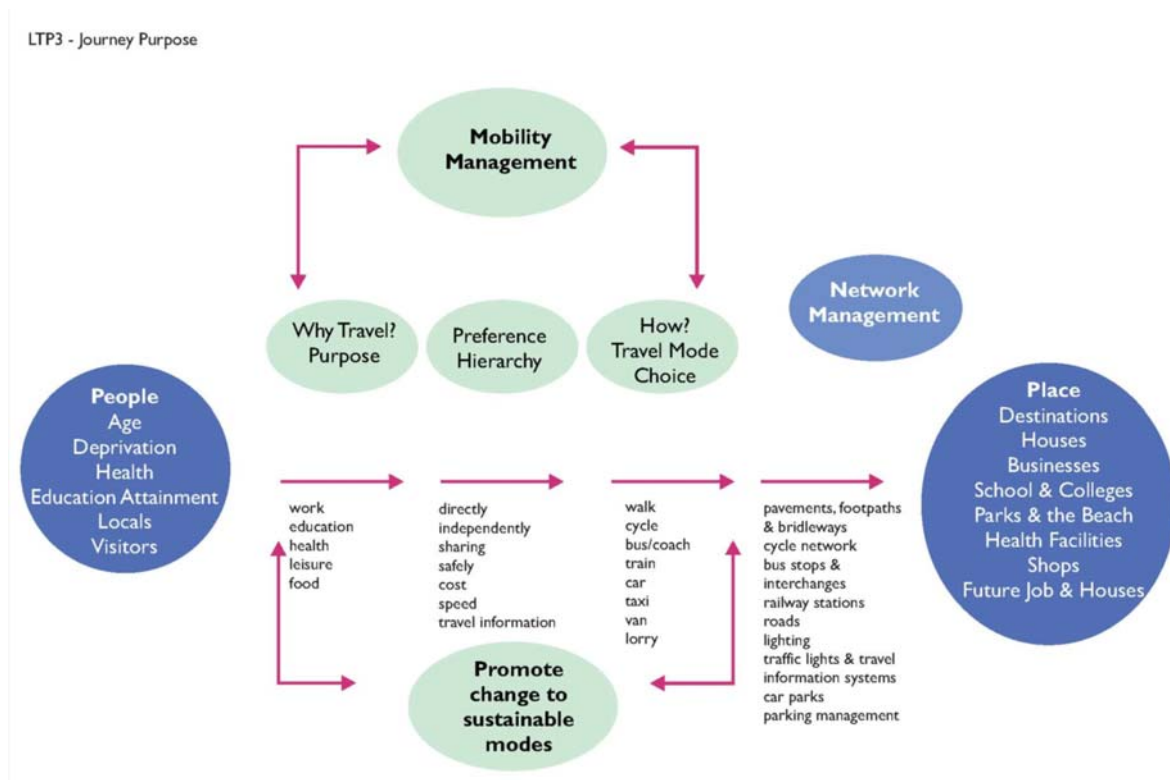 LTP3 - Journey Purpose
Mobility
Management
Network
Management
Why Travel?
Purpose
Preference
Hierarchy
How?
Travel Mode
Choice
People
Age
Deprivation
Health
Education Attainment
Locals
Visitors
work
education
health
leisure
food
directly
independently
sharing
safely
cost
speed
travel information
walk
cycle
bus/coach
train
car
taxi
van
lorry
pavements, footpaths
& bridleways
cycle network
bus stops &
interchanges
railway stations
roads
lighting
traffic lights & travel
information systems
car parks
parking management
Place
Destinations
Houses
Businesses
School & Colleges
Parks & the Beach
Health Facilities
Shops
Future Job & Houses
Promote
change to
sustainable
modes